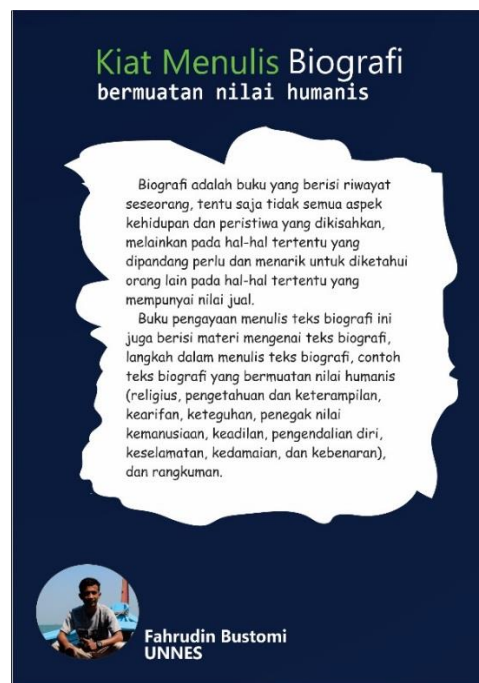 Kiat Menulis Biografi
bermuatan nilai humanis
Biografi adalah buku yang berisi riwayat
seseorang, tentu saja tidak semua aspek
kehidupan dan peristiwa yang dikisahkan,
melainkan pada hal-hal tertentu yang
dipandang perlu dan menarik untuk diketahui
orang lain pada hal-hal tertentu yang
mempunyai nilai jual.
Buku pengayaan menulis teks biografi ini
juga berisi materi mengenai teks biografi,
langkah dalam menulis teks biografi, contoh
teks biografi yang bermuatan nilai humanis
(religius, pengetahuan dan keterampilan,
kearifan, keteguhan, penegak nilai
kemanusiaan, keadilan, pengendalian diri,
keselamatan, kedamaian, dan kebenaran),
dan rangkuman.
Fahrudin Bustomi
UNNES